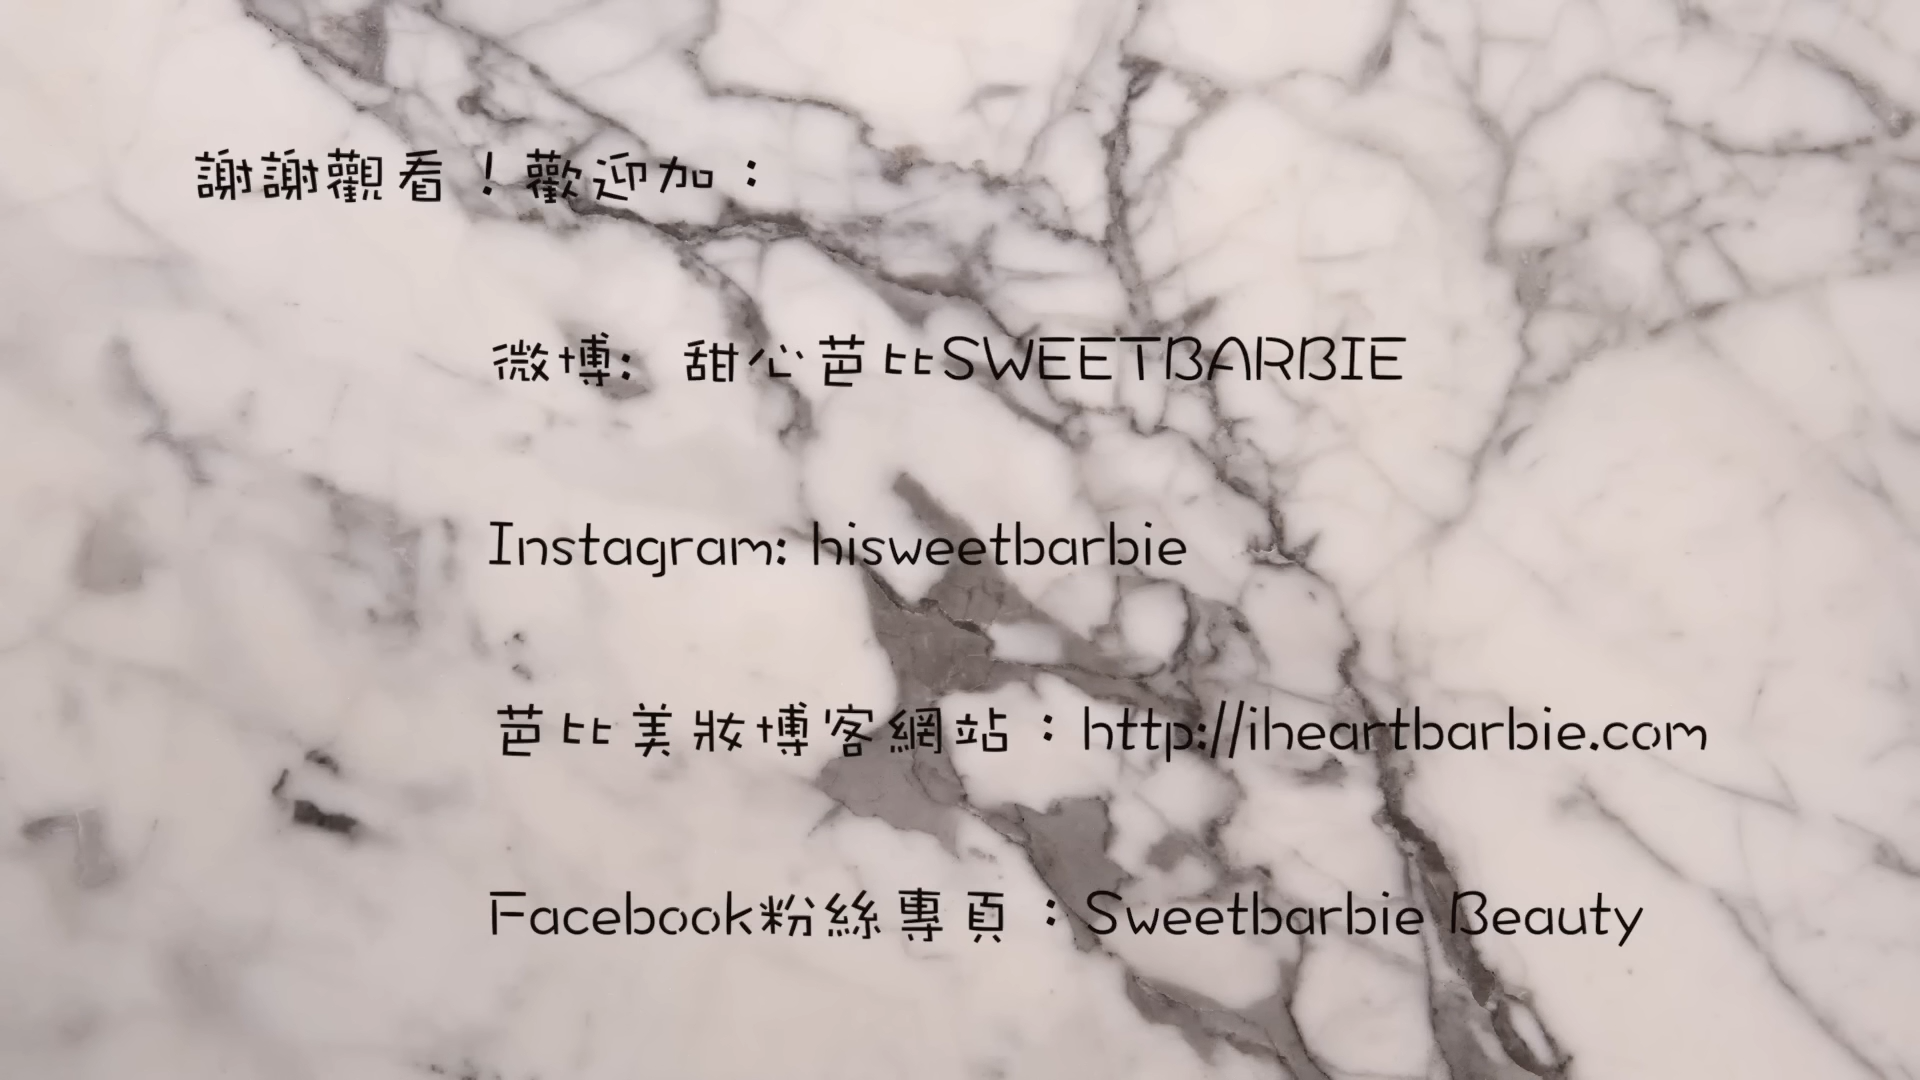 謝謝觀看！歡迎加：
微博: 甜心芭比SWEETBARBIE
Instagram: hisweetbarbie
芭比美妝博客網站：http://iheartbarbie.com
Facebook粉絲專頁：Sweetbarbie Beauty